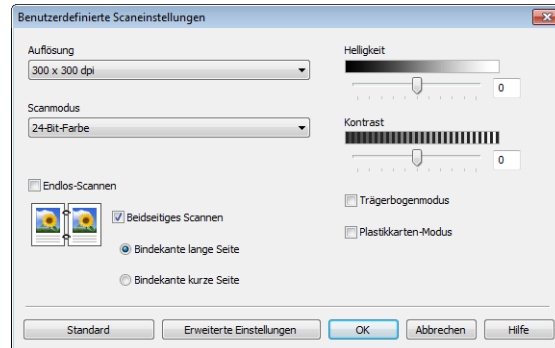 Benutzerdefinierte Scaneinstellungen
Auflösung
300 x 300 dpi
Scanmodus
24-Bit-Farbe
Endlos-Scannen
Beidseitiges Scannen
Bindekante lange Seite
Bindekante kurze Seite
Helligkeit
0
Kontrast
0
Trägerbogenmodus
Plastikkarten-Modus
Standard
Erweiterte Einstellungen
OK
Abbrechen
Hilfe